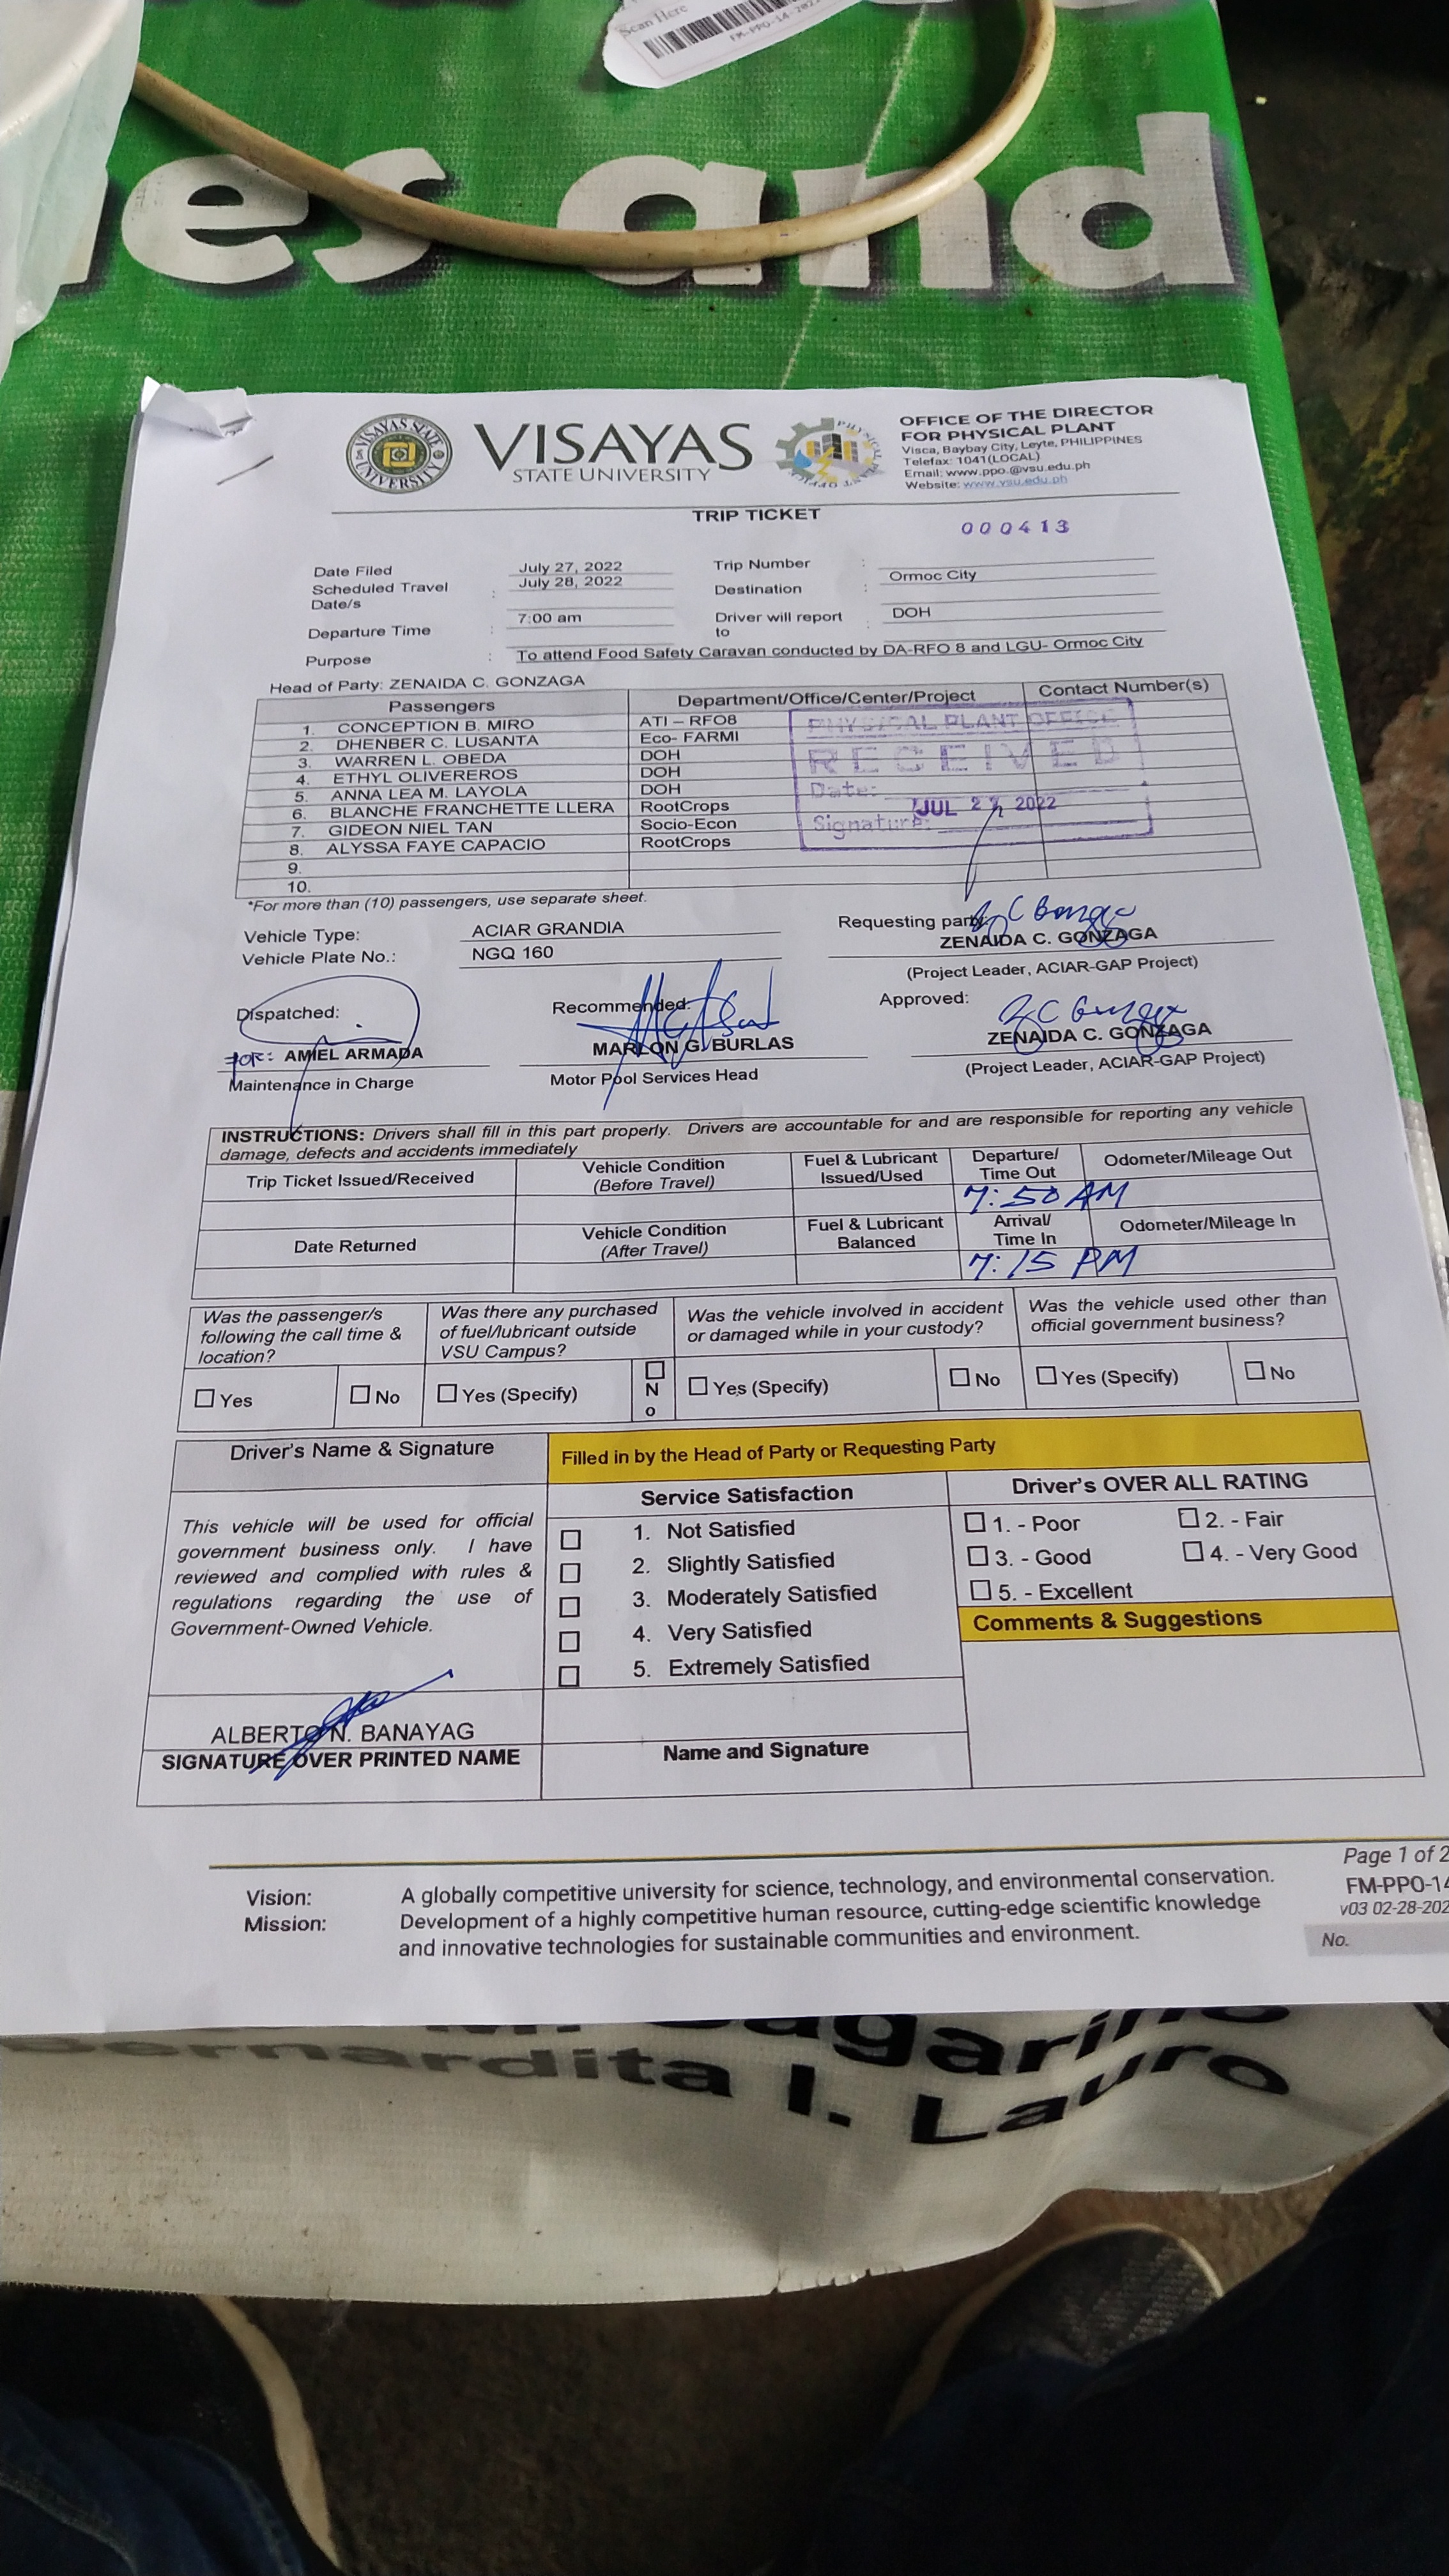 Scan Here
es and
VISAYAS STATE UNIVERSITY
VISAYAS
STATE UNIVERSITY
OFFICE OF THE DIRECTOR
FOR PHYSICAL PLANT
Visca, Baybay City, Leyte, PHILIPPINES
Telefax: 1041(LOCAL)
Email: www.ppo.@vsu.edu.ph
Website: www.vsu.edu.ph
TRIP TICKET
000413
Date Filed July 27, 2022 Trip Number :
Scheduled Travel Date/s : July 28, 2022 Destination : Ormoc City
Departure Time : 7:00 am Driver will report to : DOH
Purpose : To attend Food Safety Caravan conducted by DA-RFO 8 and LGU- Ormoc City
Head of Party: ZENAIDA C. GONZAGA
Passengers Department/Office/Center/Project Contact Number(s)
1. CONCEPTION B. MIRO ATI – RFO8
2. DHENBER C. LUSANTA Eco- FARMI
3. WARREN L. OBEDA DOH
4. ETHYL OLIVEREROS DOH
5. ANNA LEA M. LAYOLA DOH
6. BLANCHE FRANCHETTE LLERA RootCrops
7. GIDEON NIEL TAN Socio-Econ
8. ALYSSA FAYE CAPACIO RootCrops
9.
10.
PHYSICAL PLANT OFFICE
RECEIVED
Date: JUL 27 2022
Signature:
*For more than (10) passengers, use separate sheet.
Vehicle Type: ACIAR GRANDIA
Vehicle Plate No.: NGQ 160
Requesting party:
ZENAIDA C. GONZAGA
(Project Leader, ACIAR-GAP Project)
Dispatched:
for: AMIEL ARMADA
Maintenance in Charge
Recommended:
MARLON G. BURLAS
Motor Pool Services Head
Approved:
ZENAIDA C. GONZAGA
(Project Leader, ACIAR-GAP Project)
INSTRUCTIONS: Drivers shall fill in this part properly. Drivers are accountable for and are responsible for reporting any vehicle
damage, defects and accidents immediately
Trip Ticket Issued/Received Vehicle Condition (Before Travel) Fuel & Lubricant Issued/Used Departure/ Time Out Odometer/Mileage Out
7:50 AM
Date Returned Vehicle Condition (After Travel) Fuel & Lubricant Balanced Arrival/ Time In Odometer/Mileage In
7:15 PM
Was the passenger/s following the call time & location?
Was there any purchased of fuel/lubricant outside VSU Campus?
Was the vehicle involved in accident or damaged while in your custody?
Was the vehicle used other than official government business?
☐ Yes ☐ No ☐ Yes (Specify) ☐ No ☐ Yes (Specify) ☐ No ☐ Yes (Specify) ☐ No
Driver's Name & Signature
This vehicle will be used for official
government business only. I have
reviewed and complied with rules &
regulations regarding the use of
Government-Owned Vehicle.
ALBERTO N. BANAYAG
SIGNATURE OVER PRINTED NAME
Filled in by the Head of Party or Requesting Party
Service Satisfaction
☐ 1. Not Satisfied
☐ 2. Slightly Satisfied
☐ 3. Moderately Satisfied
☐ 4. Very Satisfied
☐ 5. Extremely Satisfied
Name and Signature
Driver's OVER ALL RATING
☐ 1. - Poor ☐ 2. - Fair
☐ 3. - Good ☐ 4. - Very Good
☐ 5. - Excellent
Comments & Suggestions
Vision: A globally competitive university for science, technology, and environmental conservation.
Mission: Development of a highly competitive human resource, cutting-edge scientific knowledge
and innovative technologies for sustainable communities and environment.
Page 1 of 2
FM-PPO-14
v03 02-28-202
No.
Bernardita I. Lauro